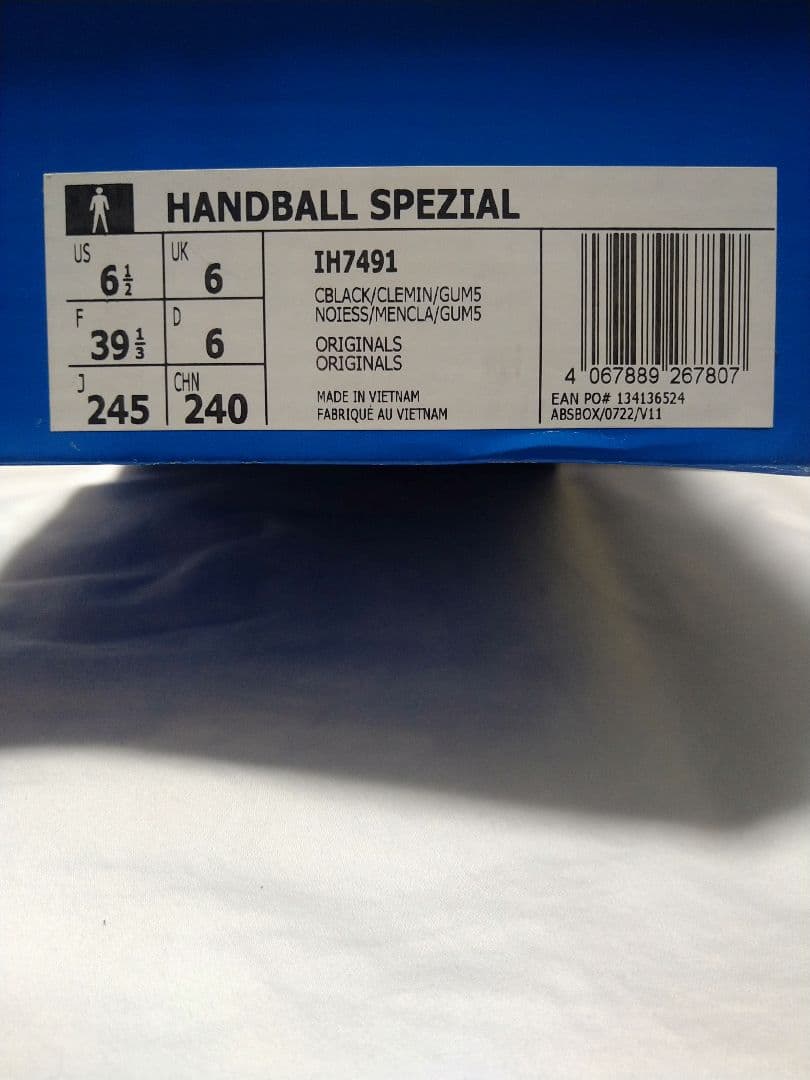 HANDBALL SPEZIAL
US 6½
UK 6
F 39⅓
D 6
J 245
CHN 240
IH7491
CBLACK/CLEMIN/GUM5
NOIESS/MENCLA/GUM5
ORIGINALS
ORIGINALS
MADE IN VIETNAM
FABRIQUÉ AU VIETNAM
4 067889 267807
EAN PO# 134136524
ABSBOX/0722/V11